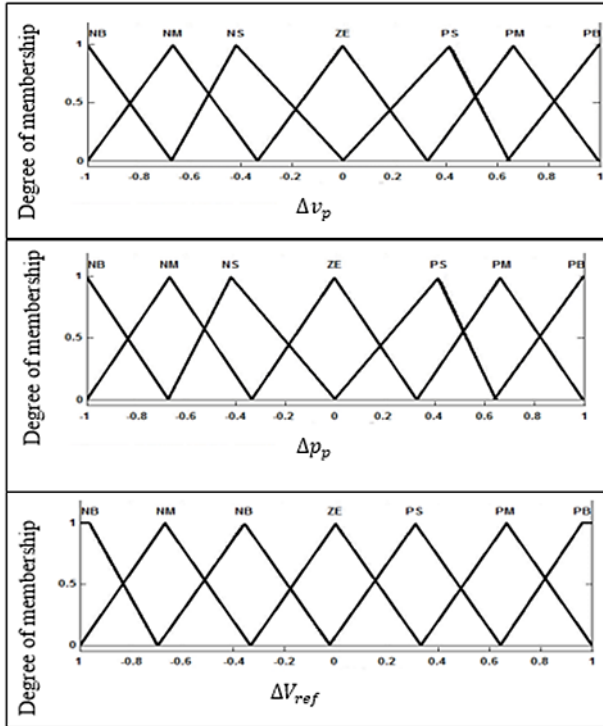 NB NM NS ZE PS PM PB
1
0.5
0
-1 -0.8 -0.6 -0.4 -0.2 0 0.2 0.4 0.6 0.8 1
Degree of membership
Δv_p
NB NM NS ZE PS PM PB
1
0.5
0
-1 -0.8 -0.6 -0.4 -0.2 0 0.2 0.4 0.6 0.8 1
Degree of membership
Δp_p
NB NM NB ZE PS PM PB
1
0.5
0
-1 -0.8 -0.6 -0.4 -0.2 0 0.2 0.4 0.6 0.8 1
Degree of membership
ΔV_ref